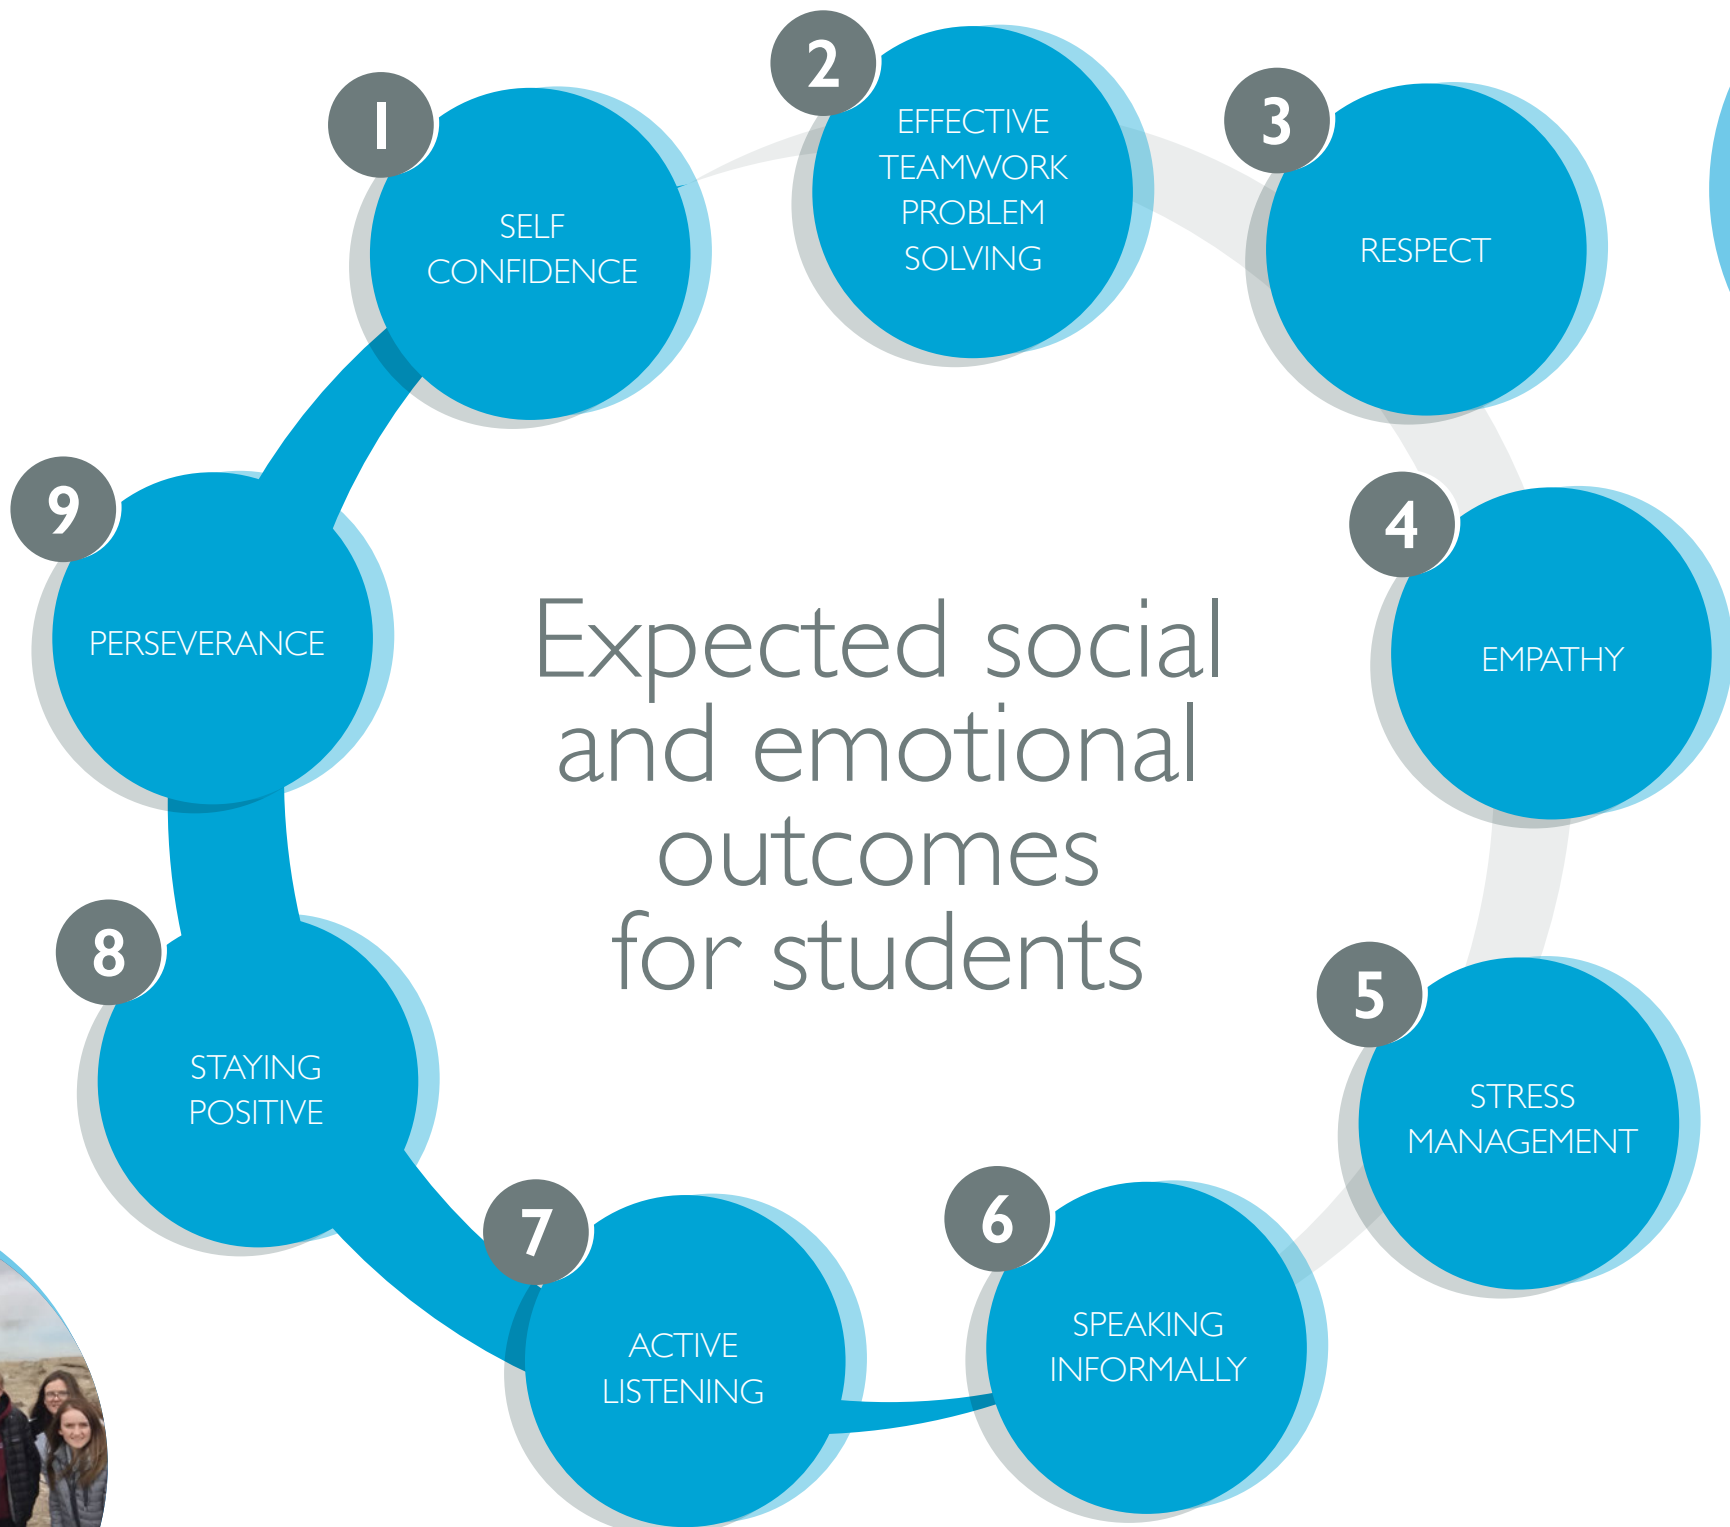 1
SELF
CONFIDENCE
2
EFFECTIVE
TEAMWORK
PROBLEM
SOLVING
3
RESPECT
4
EMPATHY
5
STRESS
MANAGEMENT
6
SPEAKING
INFORMALLY
7
ACTIVE
LISTENING
8
STAYING
POSITIVE
9
PERSEVERANCE
Expected social
and emotional
outcomes
for students